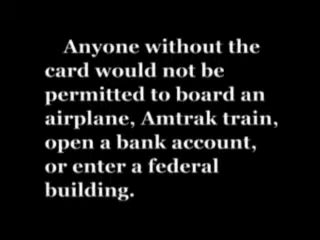 Anyone without the
card would not be
permitted to board an
airplane, Amtrak train,
open a bank account,
or enter a federal
building.